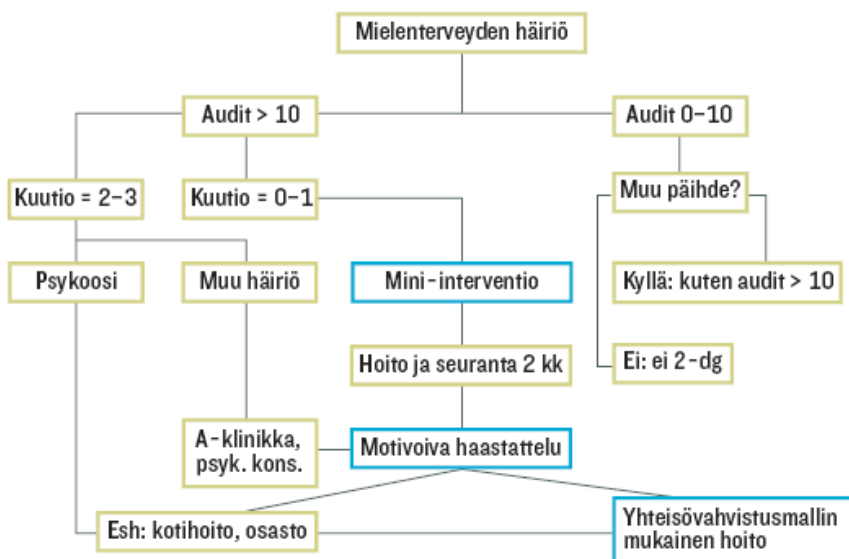 Mielenterveyden häiriö
Audit > 10
Audit 0–10
Kuutio = 2–3
Kuutio = 0–1
Muu päihde?
Psykoosi
Muu häiriö
Mini-interventio
Kyllä: kuten audit > 10
Hoito ja seuranta 2 kk
Ei: ei 2-dg
A-klinikka,
psyk. kons.
Motivoiva haastattelu
Esh: kotihoito, osasto
Yhteisövahvistusmallin
mukainen hoito